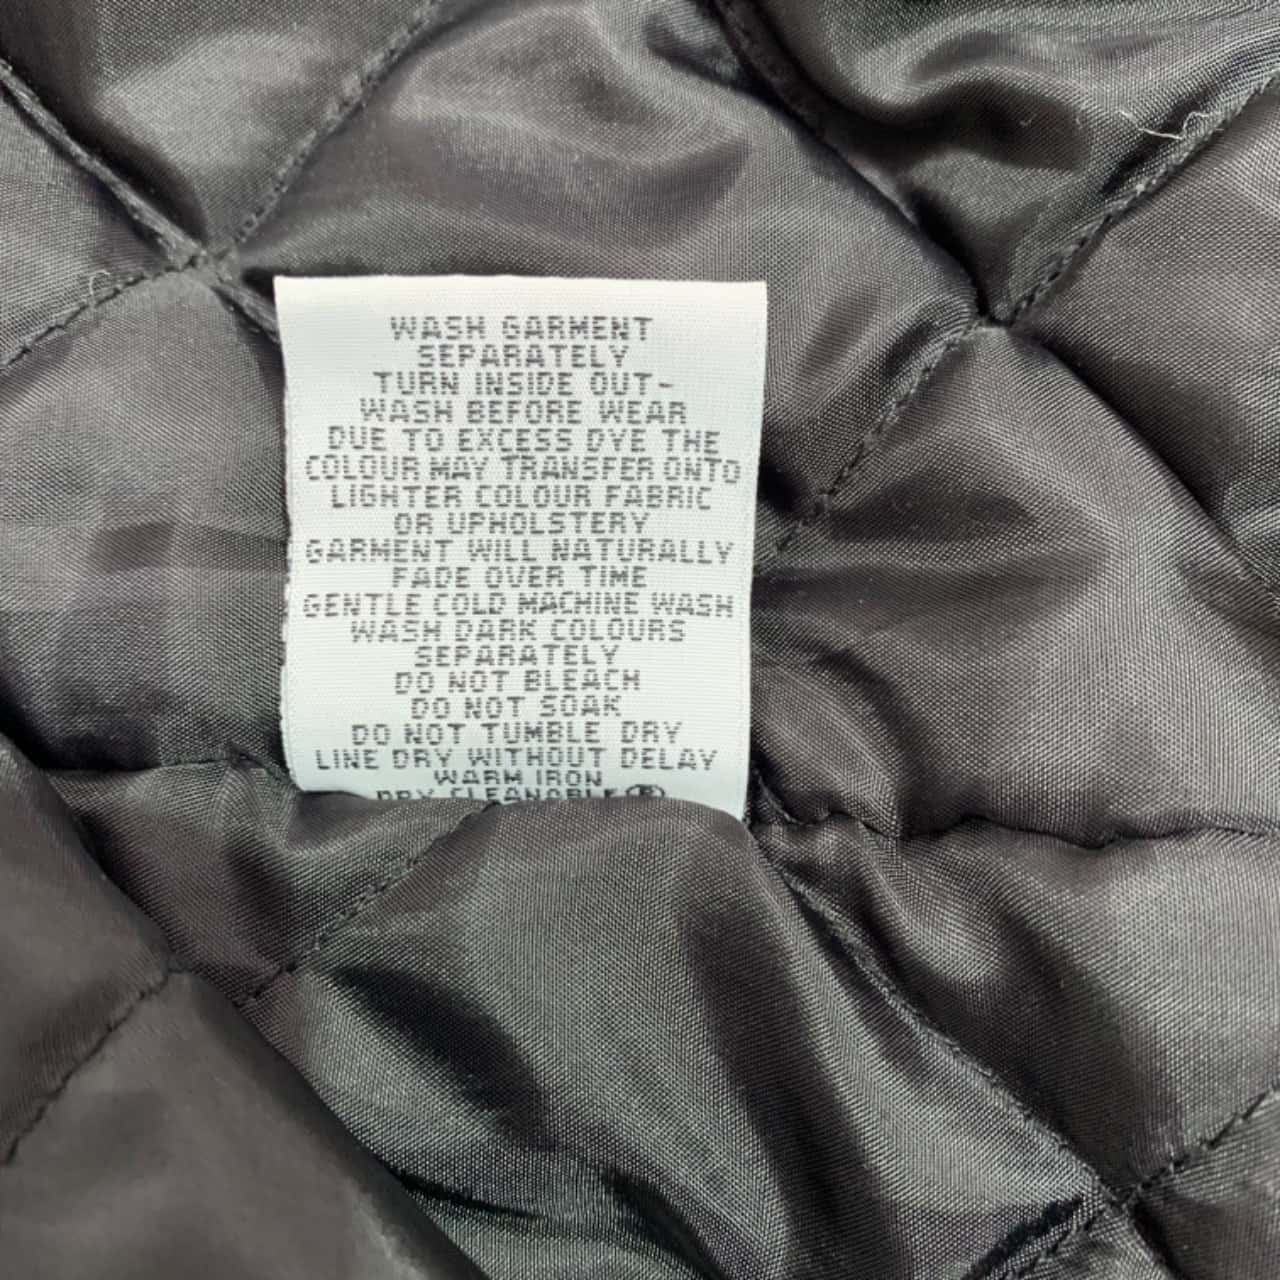 WASH GARMENT
SEPARATELY
TURN INSIDE OUT-
WASH BEFORE WEAR
DUE TO EXCESS DYE THE
COLOUR MAY TRANSFER ONTO
LIGHTER COLOUR FABRIC
OR UPHOLSTERY
GARMENT WILL NATURALLY
FADE OVER TIME
GENTLE COLD MACHINE WASH
WASH DARK COLOURS
SEPARATELY
DO NOT BLEACH
DO NOT SOAK
DO NOT TUMBLE DRY
LINE DRY WITHOUT DELAY
WARM IRON
DRY CLEANABLE Ⓟ